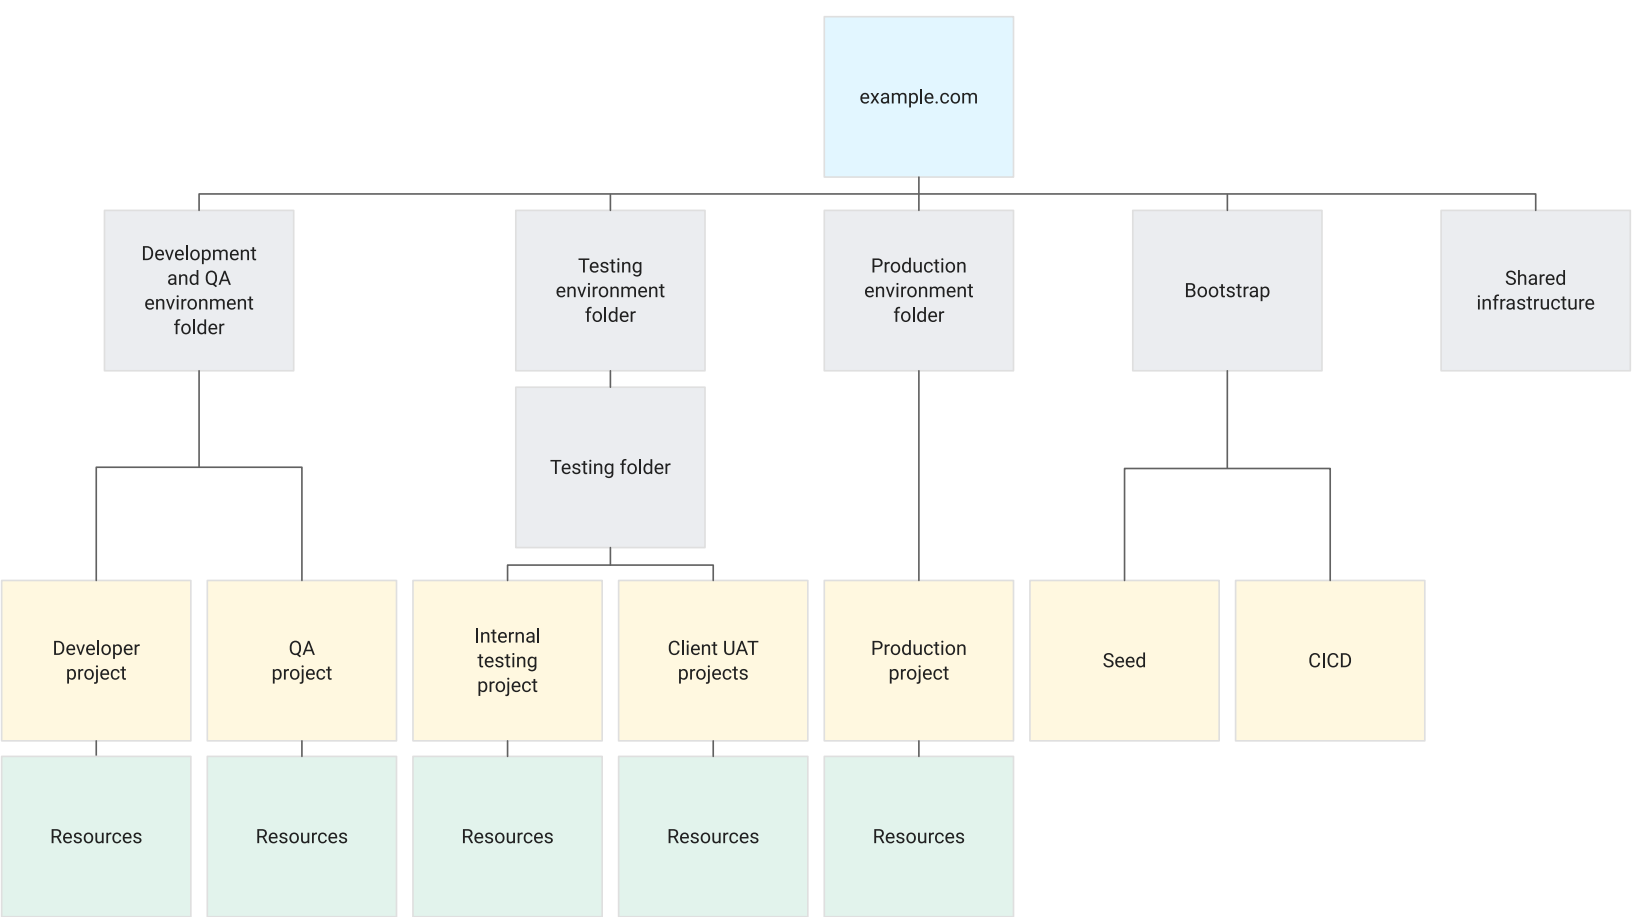 example.com
Development
and QA
environment
folder
Testing
environment
folder
Production
environment
folder
Bootstrap
Shared
infrastructure
Testing folder
Developer
project
QA
project
Internal
testing
project
Client UAT
projects
Production
project
Seed
CICD
Resources
Resources
Resources
Resources
Resources